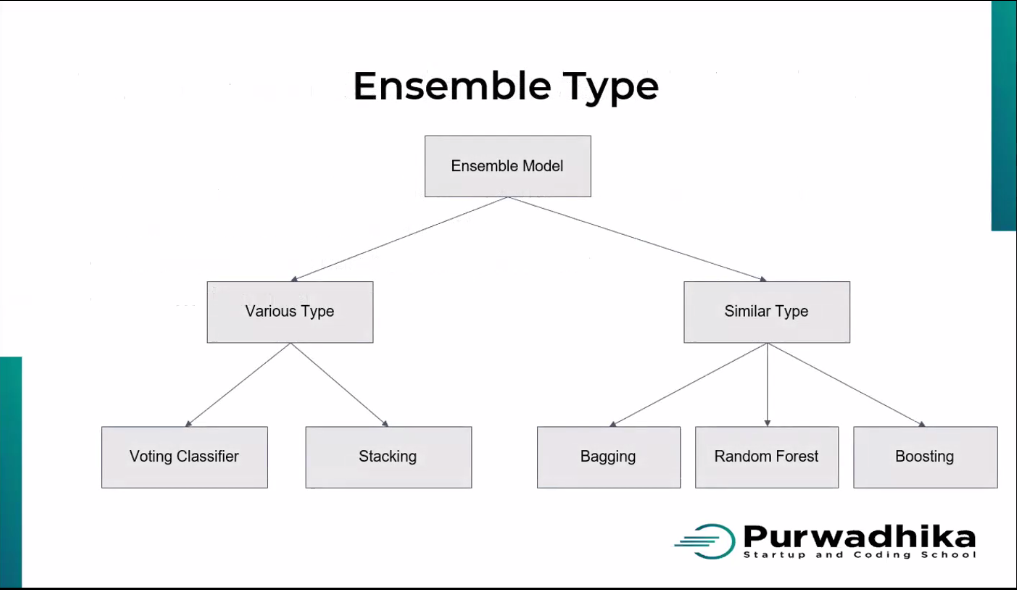 Ensemble Type
Ensemble Model
Various Type
Similar Type
Voting Classifier
Stacking
Bagging
Random Forest
Boosting
Purwadhika
Startup and Coding School